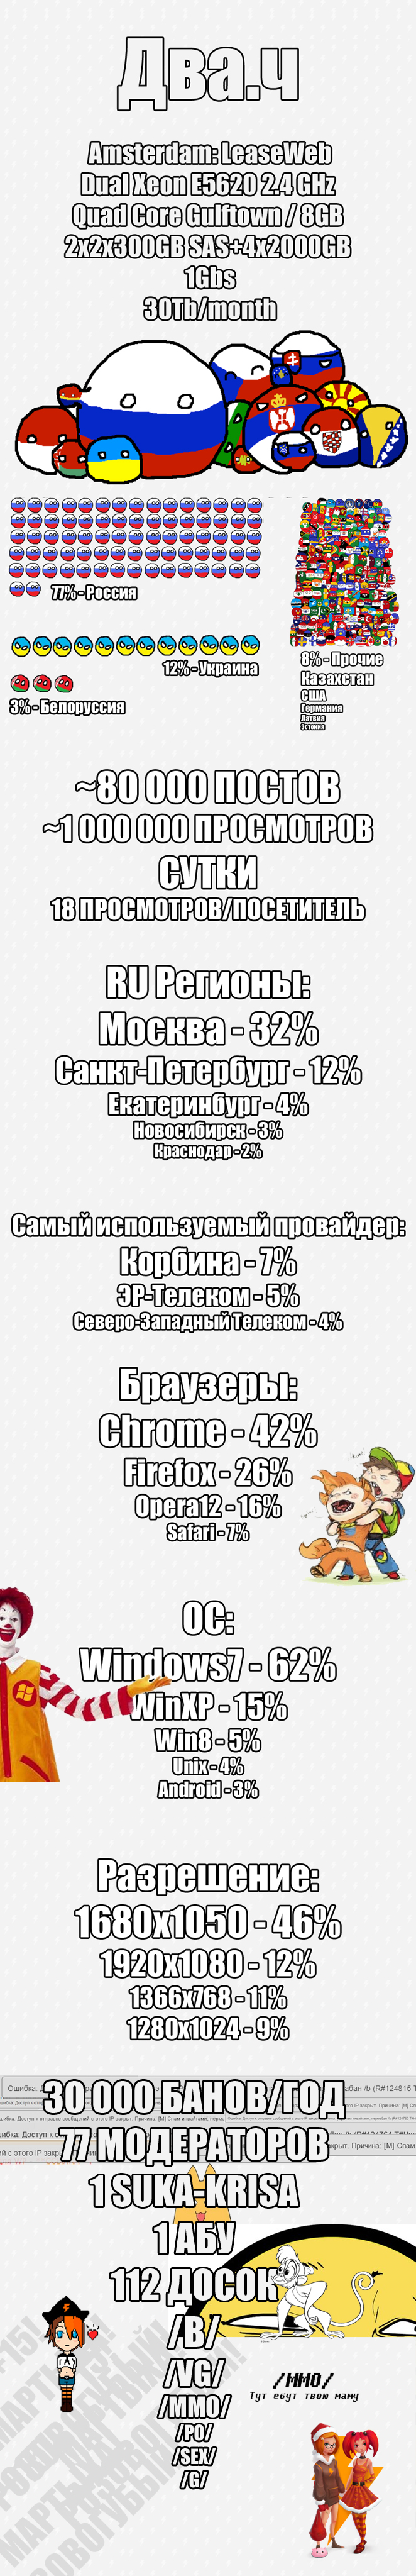 Два.ч
Amsterdam: LeaseWeb
Dual Xeon E5620 2.4 GHz
Quad Core Gulftown / 8GB
2x2x300GB SAS+4x2000GB
1Gbs
30Tb/month
77% - Россия
12% - Украина
3% - Белоруссия
8% - Прочие
Казахстан
США
Германия
Латвия
Эстония
~80 000 ПОСТОВ
~1 000 000 ПРОСМОТРОВ
СУТКИ
18 ПРОСМОТРОВ/ПОСЕТИТЕЛЬ
RU Регионы:
Москва - 32%
Санкт-Петербург - 12%
Екатеринбург - 4%
Новосибирск - 3%
Краснодар - 2%
Самый используемый провайдер:
Корбина - 7%
ЭР-Телеком - 5%
Северо-Западный Телеком - 4%
Браузеры:
Chrome - 42%
Firefox - 26%
Opera12 - 16%
Safari - 7%
ОС:
Windows7 - 62%
WinXP - 15%
Win8 - 5%
Unix - 4%
Android - 3%
Разрешение:
1680x1050 - 46%
1920x1080 - 12%
1366x768 - 11%
1280x1024 - 9%
30 000 БАНОВ/ГОД
77 МОДЕРАТОРОВ
1 SUKA-KRISA
1 АБУ
112 ДОСОК
/B/
/VG/
/MMO/
/PO/
/SEX/
/G/
/MMO/
Тут ебут твою маму